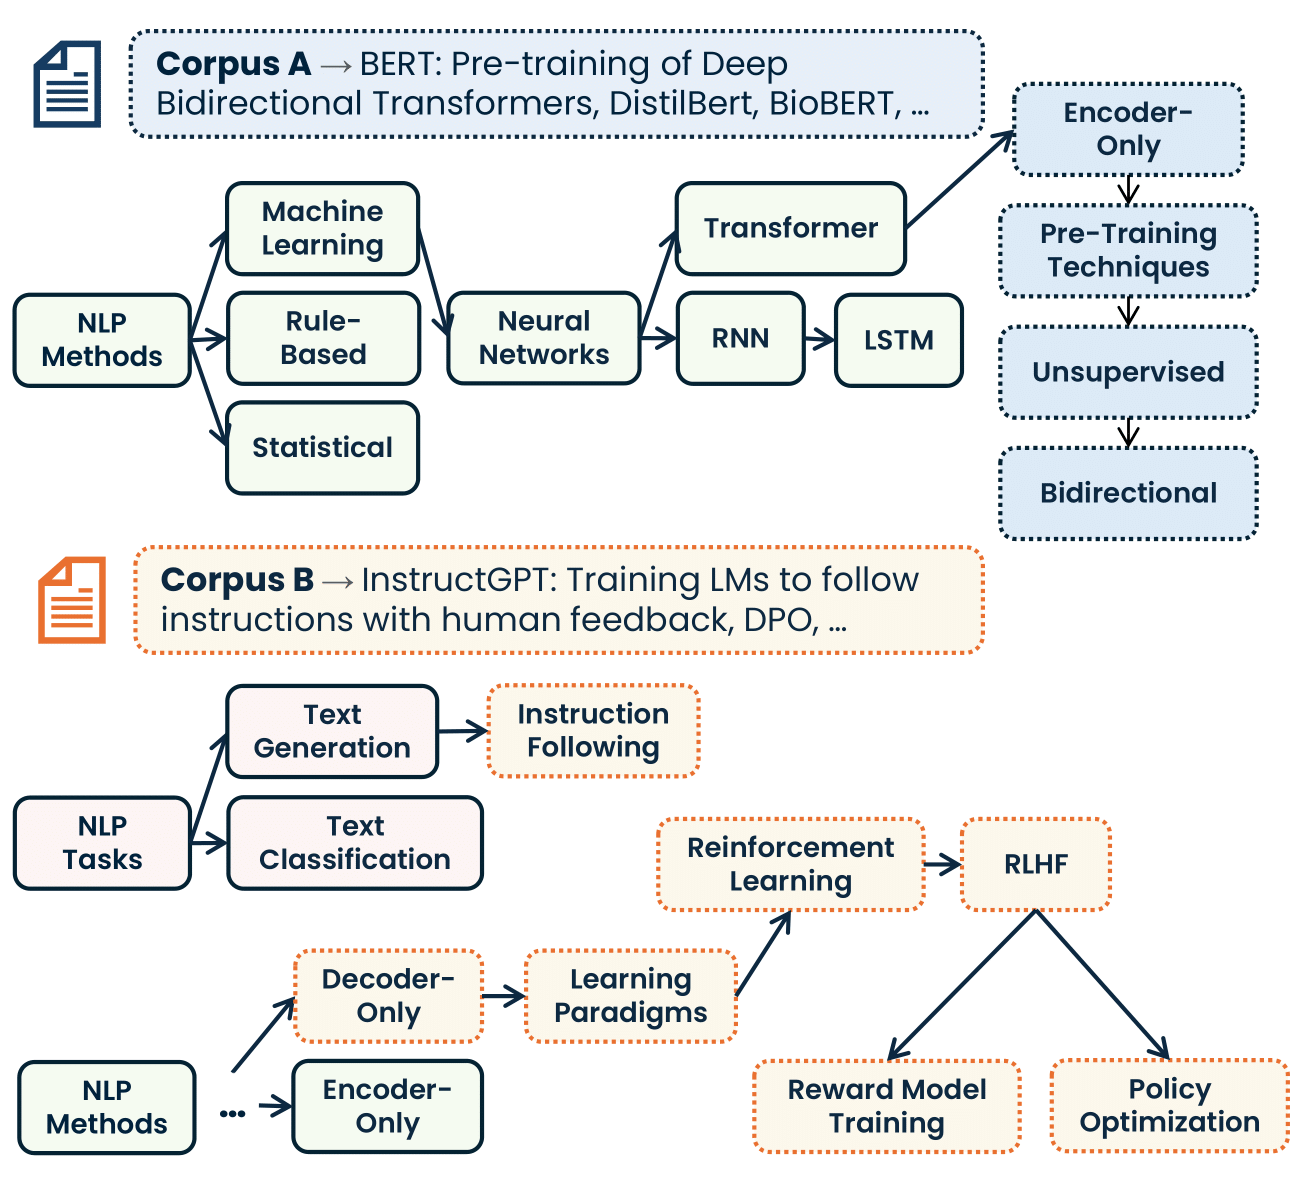 Corpus A → BERT: Pre-training of Deep
Bidirectional Transformers, DistilBert, BioBERT, ...
Encoder-
Only
Pre-Training
Techniques
Unsupervised
Bidirectional
Machine
Learning
Transformer
NLP
Methods
Rule-
Based
Neural
Networks
RNN
LSTM
Statistical
Corpus B → InstructGPT: Training LMs to follow
instructions with human feedback, DPO, ...
Text
Generation
Instruction
Following
NLP
Tasks
Text
Classification
Reinforcement
Learning
RLHF
Decoder-
Only
Learning
Paradigms
NLP
Methods
...
Encoder-
Only
Reward Model
Training
Policy
Optimization